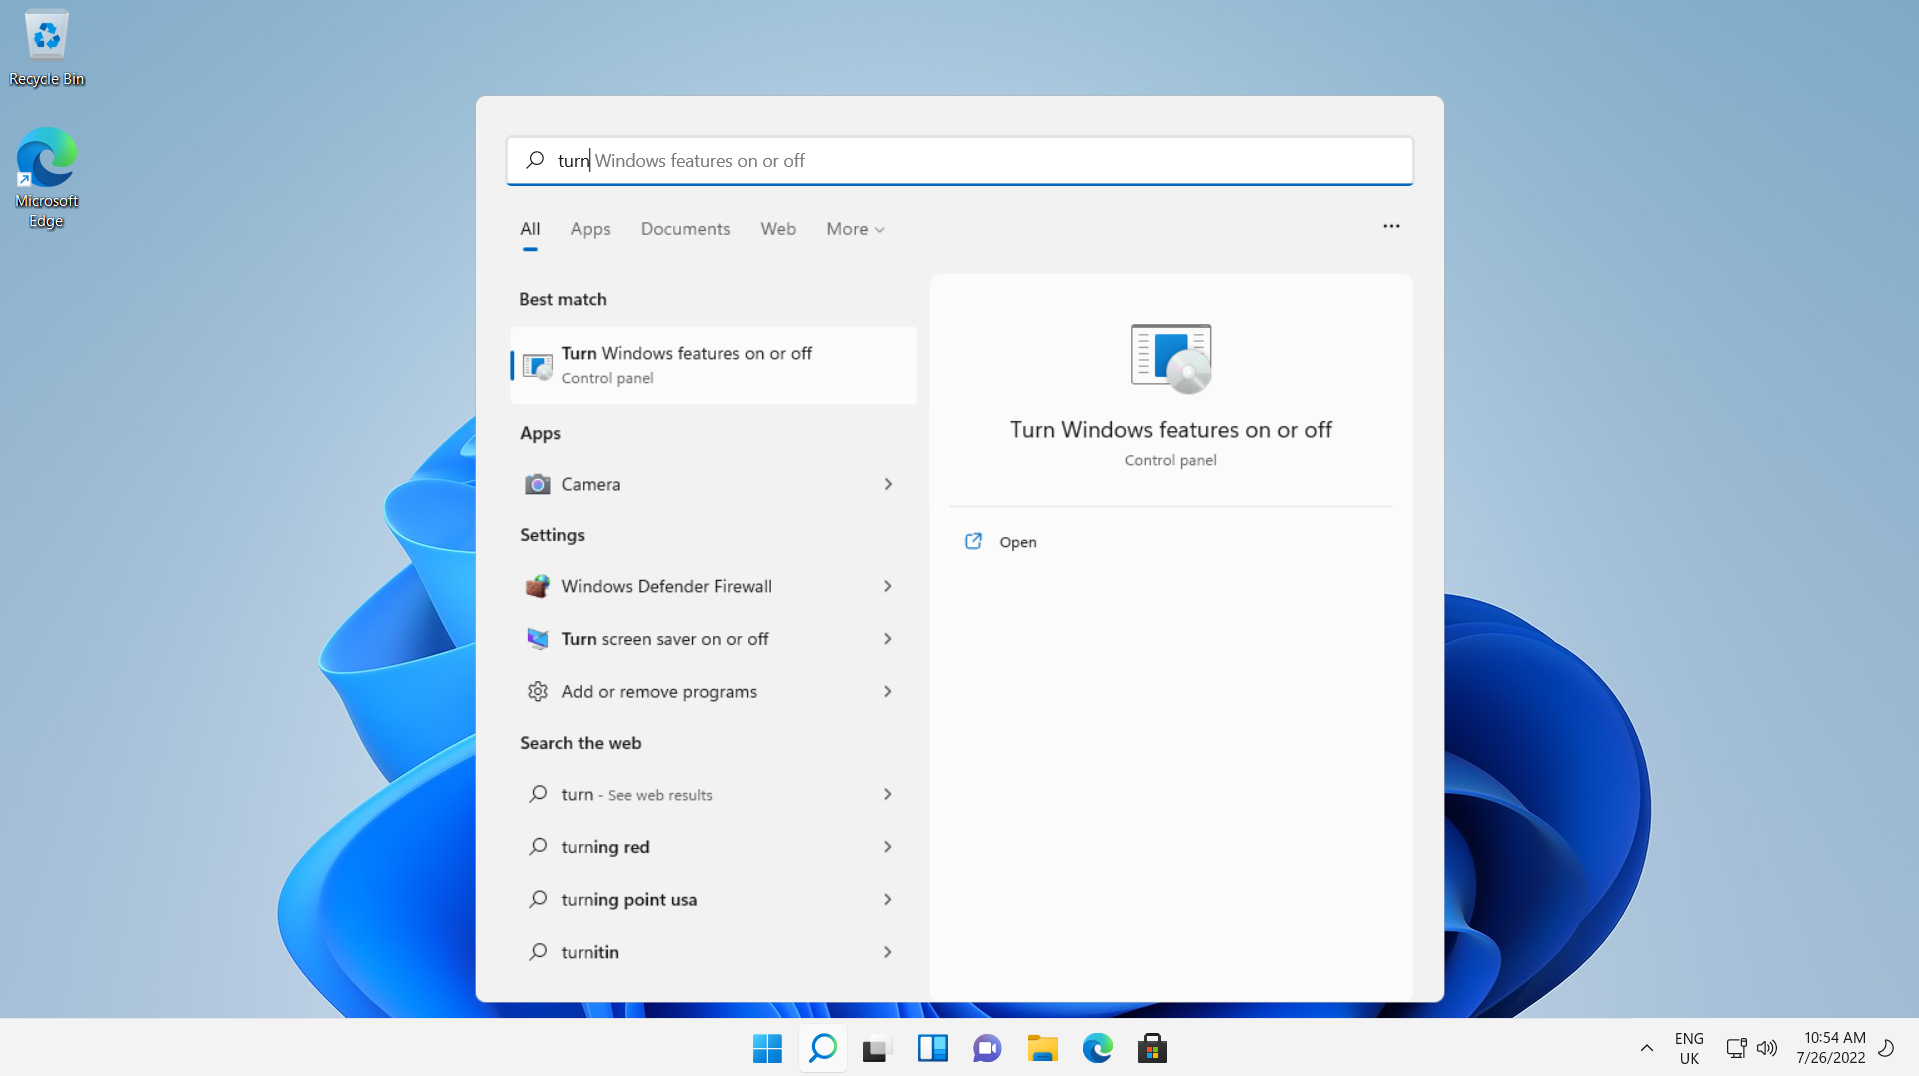 Recycle Bin
Microsoft
Edge
turn Windows features on or off
All Apps Documents Web More
Best match
Turn Windows features on or off
Control panel
Apps
Camera
Settings
Windows Defender Firewall
Turn screen saver on or off
Add or remove programs
Search the web
turn - See web results
turning red
turning point usa
turnitin
Turn Windows features on or off
Control panel
Open
ENG
UK
10:54 AM
7/26/2022